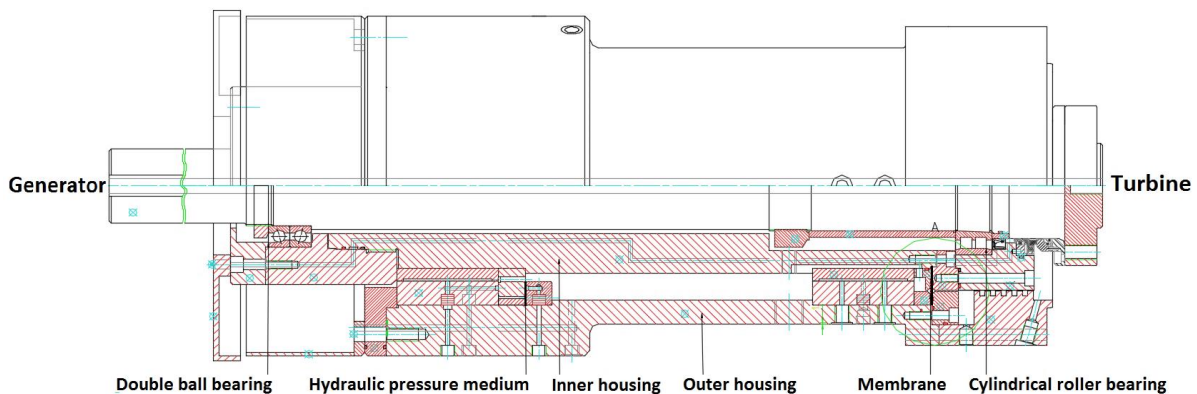 Generator
Turbine
A
Double ball bearing
Hydraulic pressure medium
Inner housing
Outer housing
Membrane
Cylindrical roller bearing